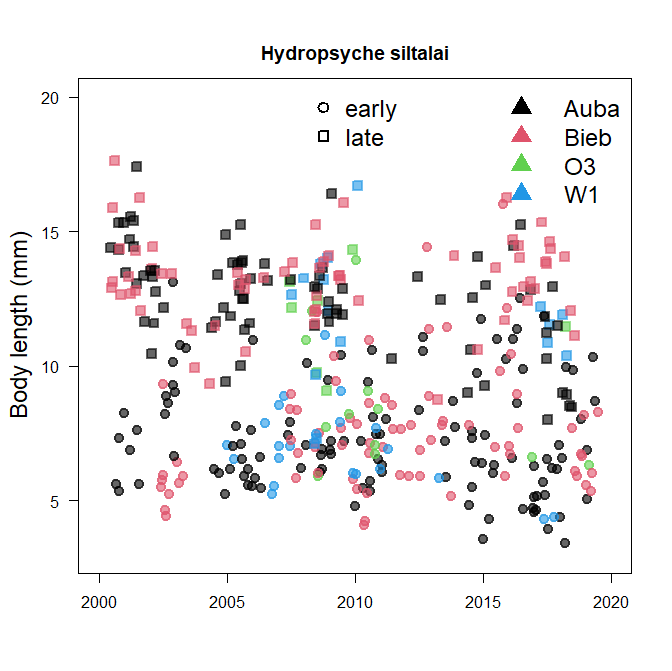 Hydropsyche siltalai
Body length (mm)
20
15
10
5
early
late
Auba
Bieb
O3
W1
2000 2005 2010 2015 2020